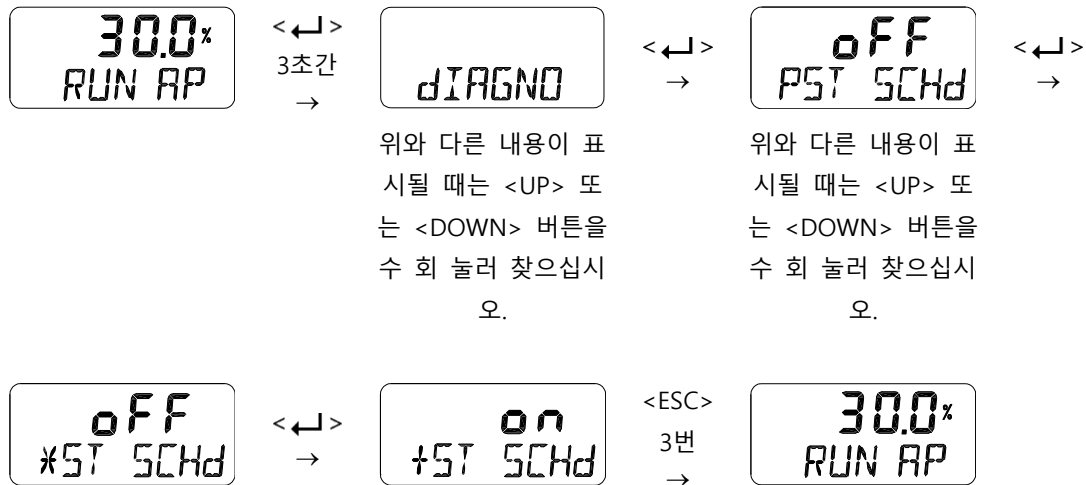 30.0%
RUN AP
< ↵ >
3초간
→
dIAGNO
위와 다른 내용이 표
시될 때는 <UP> 또
는 <DOWN> 버튼을
수 회 눌러 찾으십시
오.
< ↵ >
→
oFF
PST SCHd
위와 다른 내용이 표
시될 때는 <UP> 또
는 <DOWN> 버튼을
수 회 눌러 찾으십시
오.
< ↵ >
→
oFF
*ST SCHd
< ↵ >
→
on
+ST SCHd
<ESC>
3번
→
30.0%
RUN AP